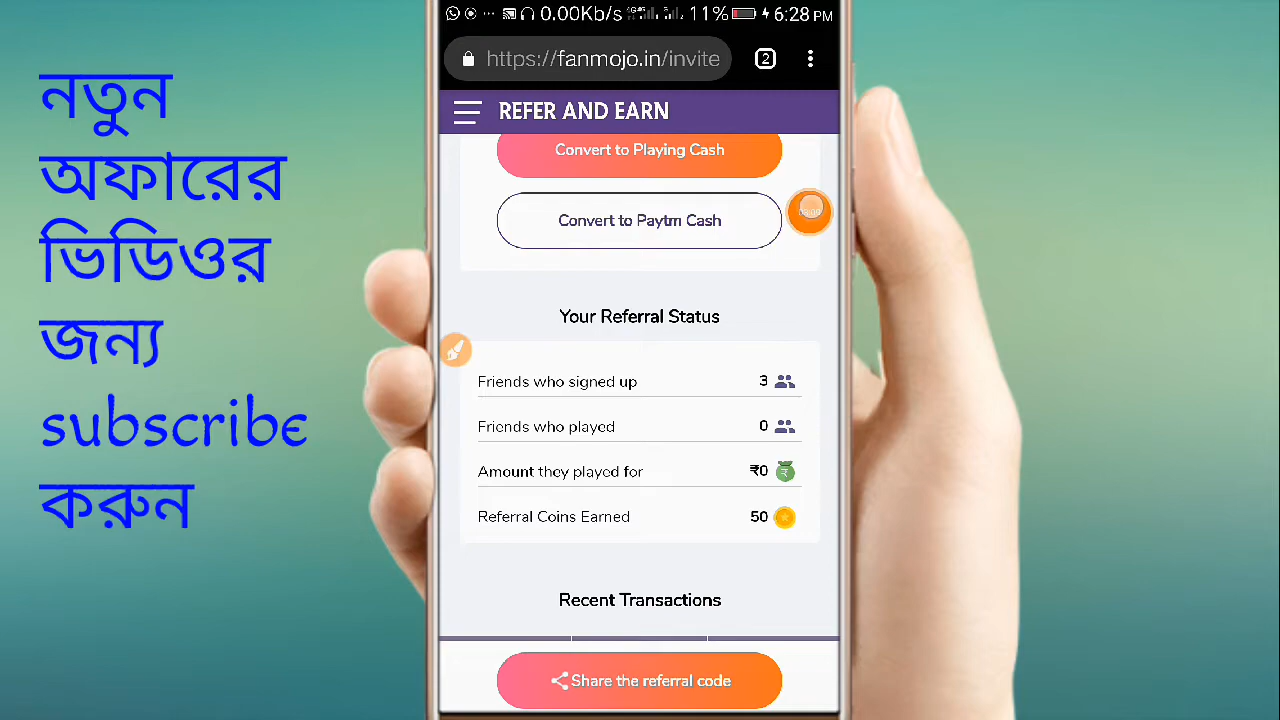 নতুন
অফারের
ভিডিওর
জন্য
subscribe
করুন
0.00Kb/s 11% 6:28 PM
https://fanmojo.in/invite 2
REFER AND EARN
Convert to Playing Cash
Convert to Paytm Cash
Your Referral Status
Friends who signed up 3
Friends who played 0
Amount they played for ₹0
Referral Coins Earned 50
Recent Transactions
Share the referral code